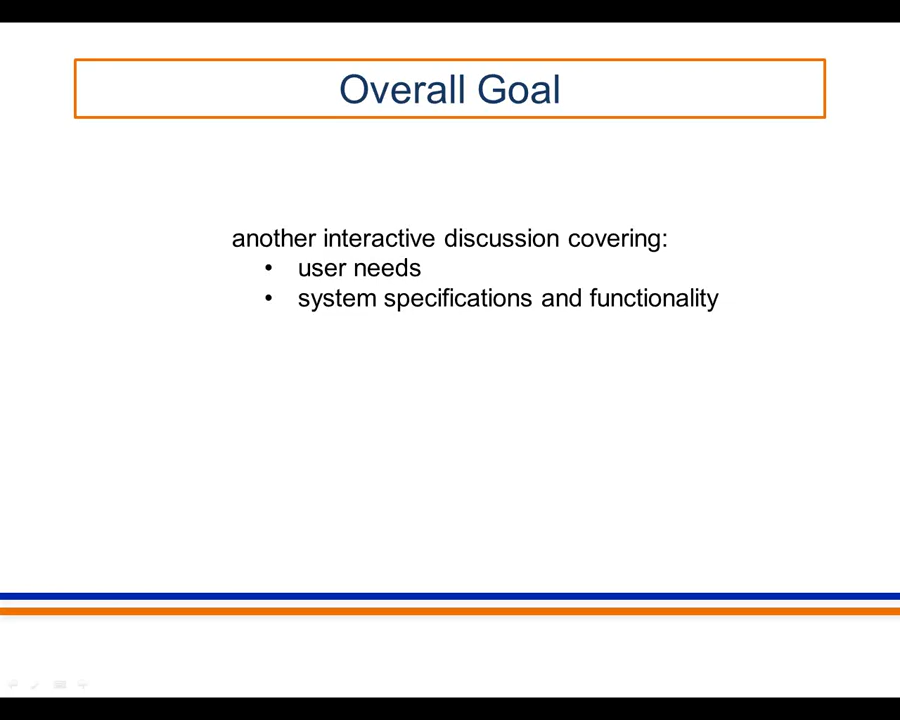 Overall Goal
another interactive discussion covering:
• user needs
• system specifications and functionality